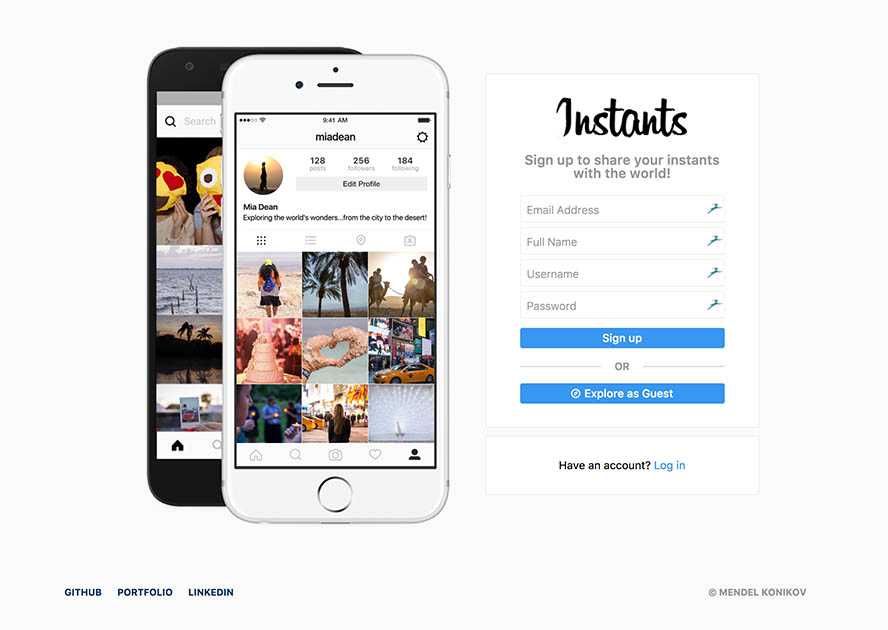 Search
9:41 AM
miadean
128 256 184
posts followers following
Edit Profile
Mia Dean
Exploring the world's wonders...from the city to the desert!
Instants
Sign up to share your instants
with the world!
Email Address
Full Name
Username
Password
Sign up
OR
Explore as Guest
Have an account? Log in
GITHUB PORTFOLIO LINKEDIN
© MENDEL KONIKOV